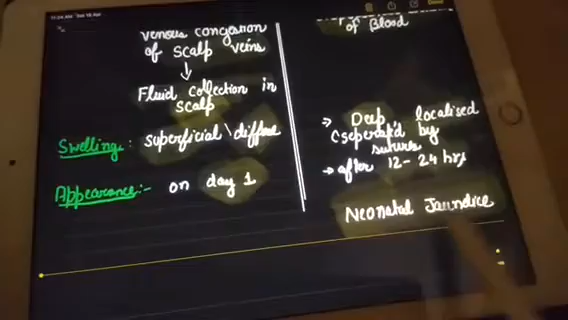 venous congestion
of scalp veins
↓
Fluid collection in
scalp
Swelling: superficial \ diffuse
Appearance:- on day 1
of Blood
→ Deep, localised
(seperated by
suture
→ after 12-24 hrs
Neonatal Jaundice